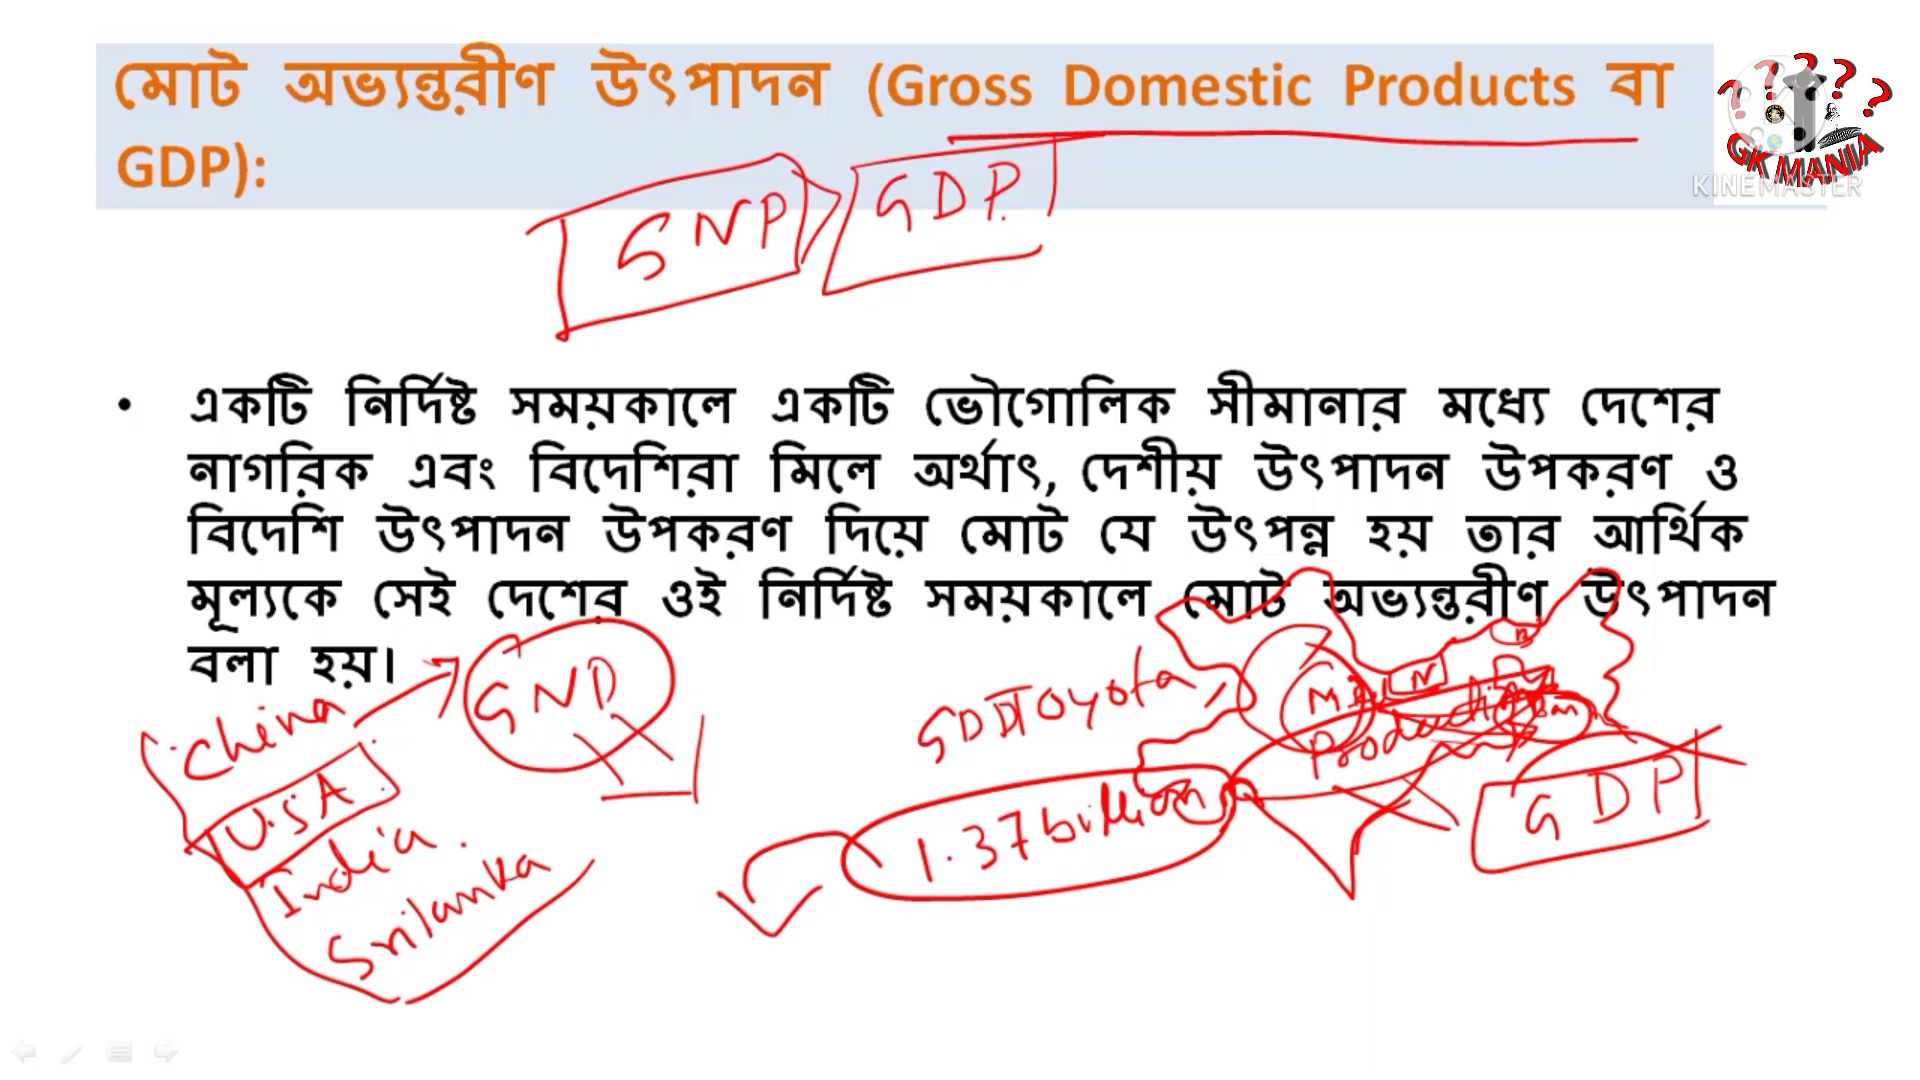 মোট অভ্যন্তরীণ উৎপাদন (Gross Domestic Products বা
GDP):
GK MANIA
KINEMASTER
GNP > GDP
• একটি নির্দিষ্ট সময়কালে একটি ভৌগোলিক সীমানার মধ্যে দেশের
নাগরিক এবং বিদেশিরা মিলে অর্থাৎ, দেশীয় উৎপাদন উপকরণ ও
বিদেশি উৎপাদন উপকরণ দিয়ে মোট যে উৎপন্ন হয় তার আর্থিক
মূল্যকে সেই দেশের ওই নির্দিষ্ট সময়কালে মোট অভ্যন্তরীণ উৎপাদন
বলা হয়।
China
U.S.A
India
Srilanka
Toyota
Production
1.37 billion
GDP